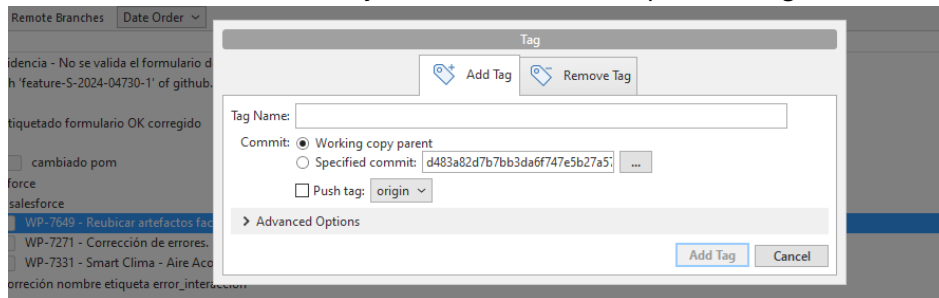 Remote Branches Date Order
Tag
idencia - No se valida el formulario d
h 'feature-S-2024-04730-1' of github.
Add Tag Remove Tag
tiquetado formulario OK corregido
Tag Name:
Commit: Working copy parent
cambiado pom
Specified commit: d483a82d7b7bb3da6f747e5b27a57 ...
force
Push tag: origin
salesforce
WP-7649 - Reubicar artefactos fac
Advanced Options
WP-7271 - Corrección de errores.
WP-7331 - Smart Clima - Aire Aco
Add Tag Cancel
orreción nombre etiqueta error_interacción